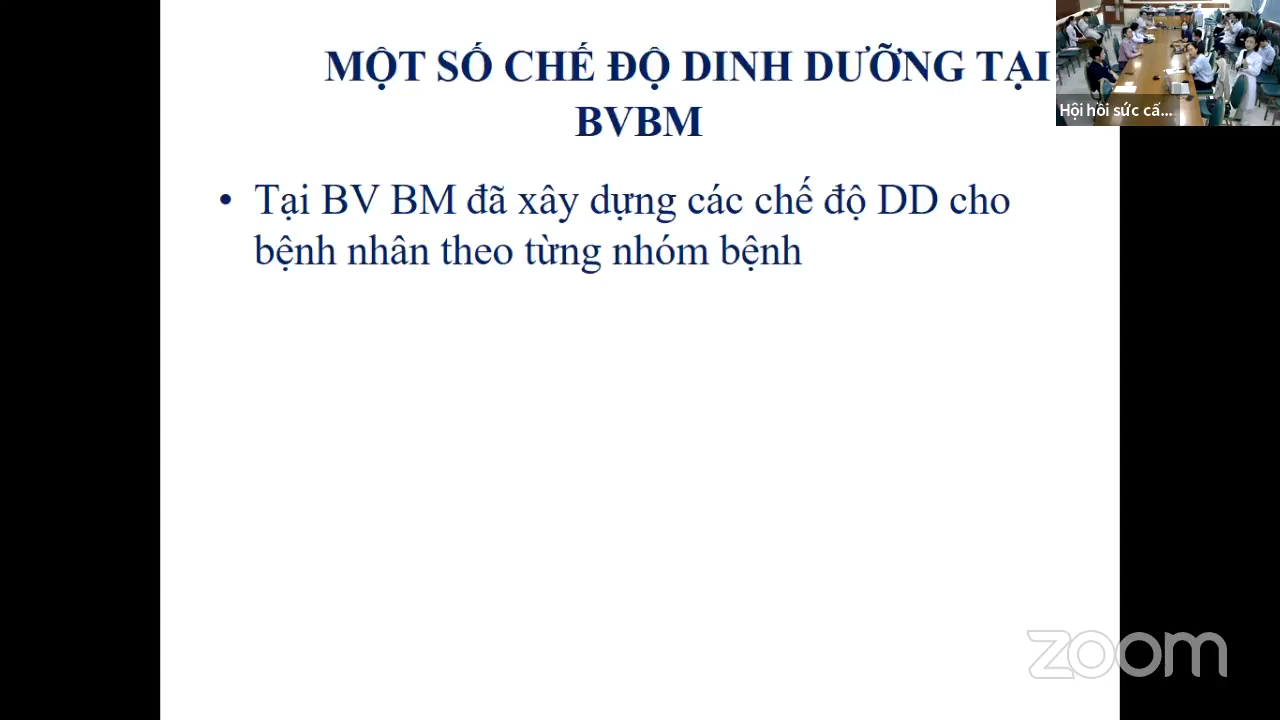 MỘT SỐ CHẾ ĐỘ DINH DƯỠNG TẠI
BVBM
Hội hồi sức cấ...
• Tại BV BM đã xây dựng các chế độ DD cho
bệnh nhân theo từng nhóm bệnh
zoom